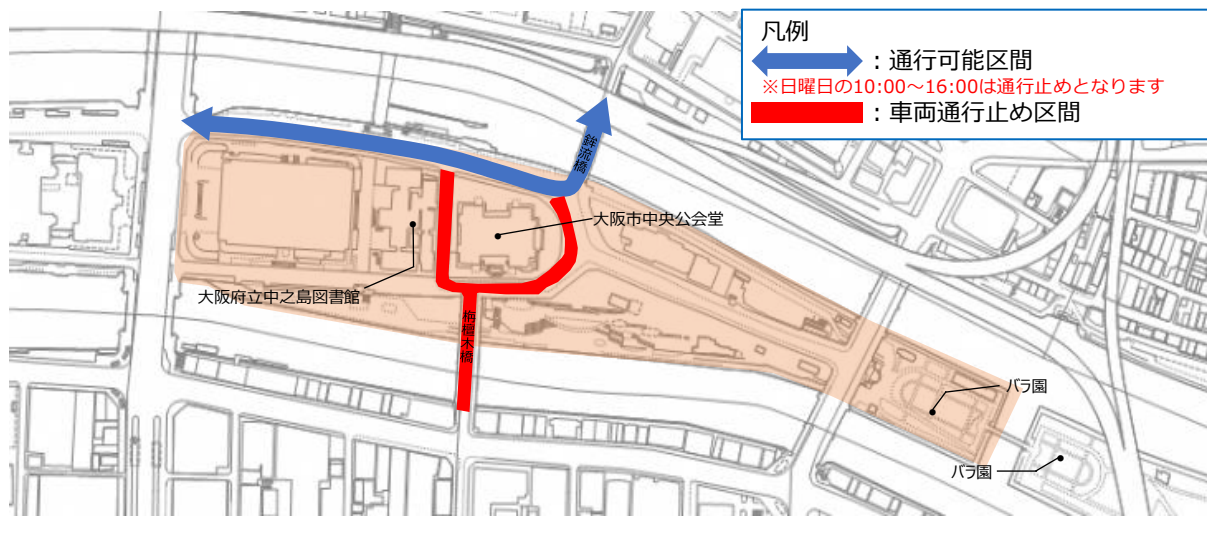 凡例
：通行可能区間
※日曜日の10:00～16:00は通行止めとなります
：車両通行止め区間
鉾流橋
大阪市中央公会堂
大阪府立中之島図書館
栴檀木橋
バラ園
バラ園